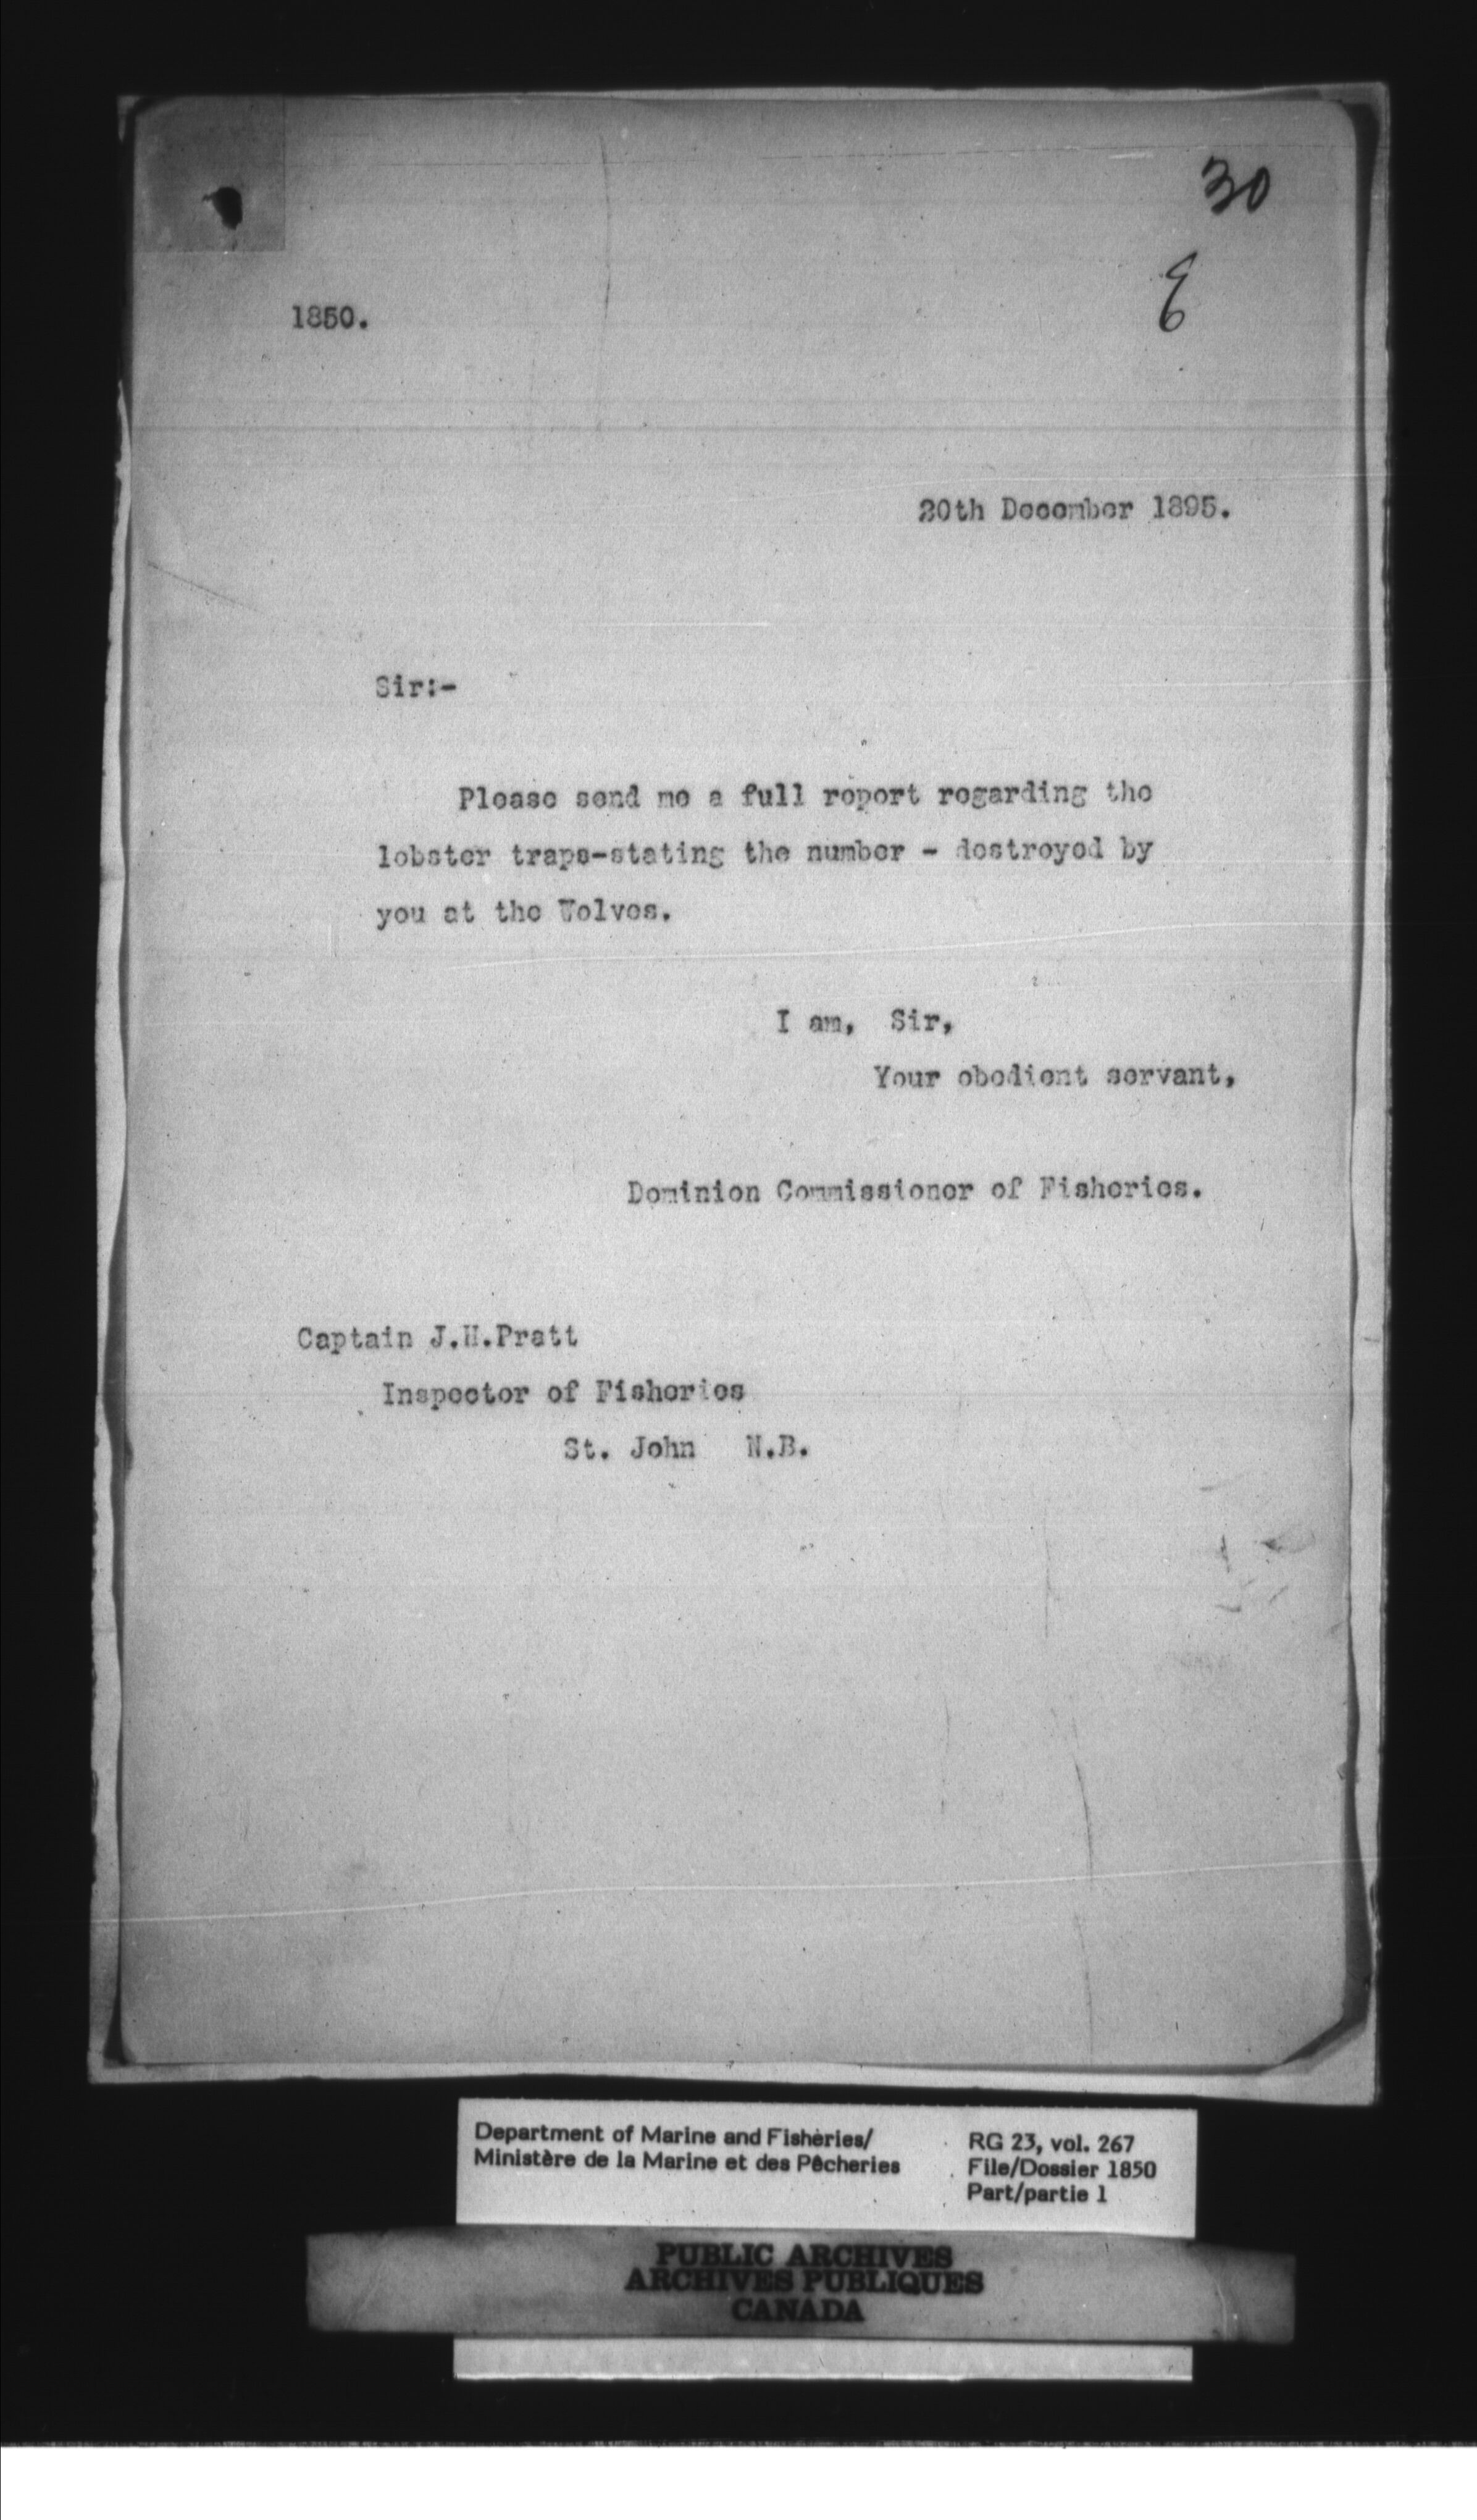 30
1850.
20th December 1895.
Sir:-
Please send me a full report regarding the
lobster traps-stating the number - destroyed by
you at the Wolves.
I am, Sir,
Your obedient servant,
Dominion Commissioner of Fisheries.
Captain J.H.Pratt
Inspector of Fisheries
St. John N.B.
Department of Marine and Fisheries/
Ministère de la Marine et des Pêcheries
RG 23, vol. 267
File/Dossier 1850
Part/partie 1
PUBLIC ARCHIVES
ARCHIVES PUBLIQUES
CANADA